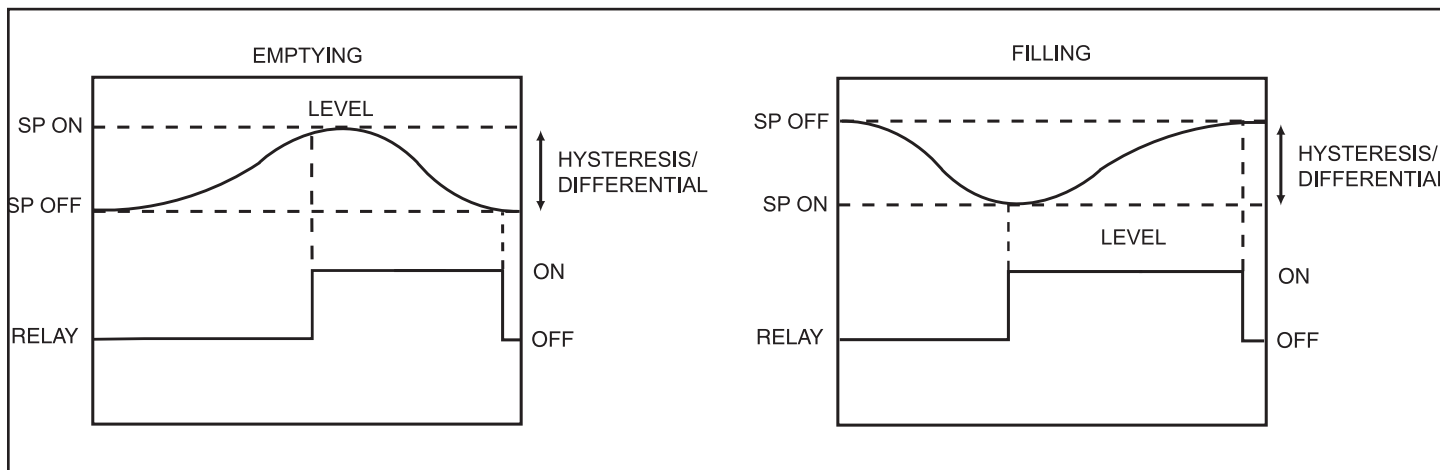 EMPTYING
LEVEL
SP ON
HYSTERESIS/
DIFFERENTIAL
SP OFF
ON
RELAY
OFF
FILLING
SP OFF
HYSTERESIS/
DIFFERENTIAL
SP ON
LEVEL
ON
RELAY
OFF